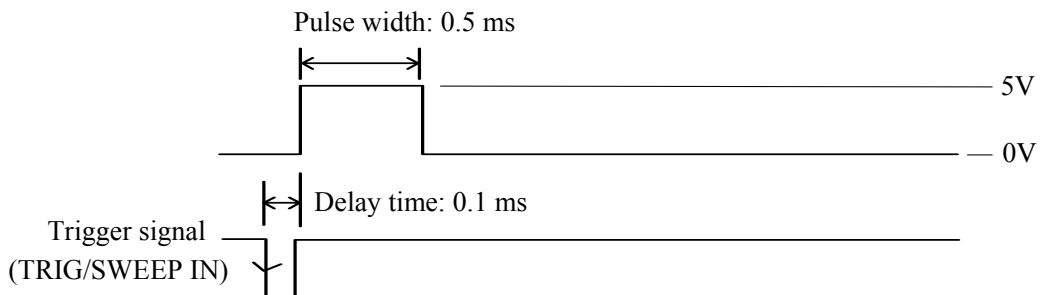 Pulse width: 0.5 ms
5V
0V
Delay time: 0.1 ms
Trigger signal
(TRIG/SWEEP IN)